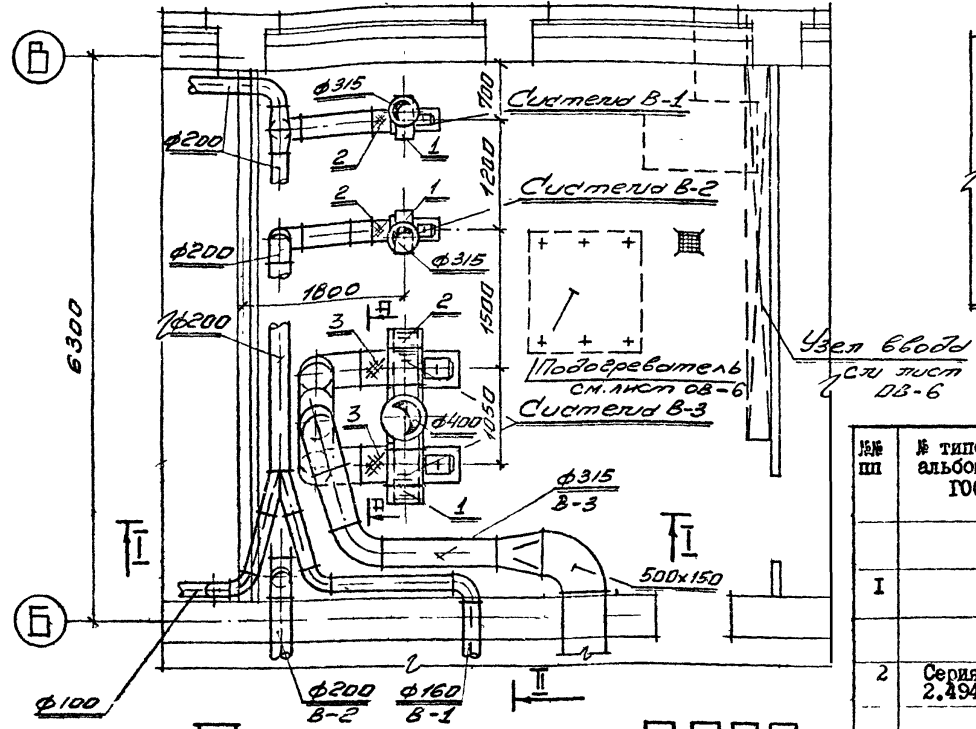 В
ф315
700
Система В-1
ф200
2
1
1200
2
1
Система В-2
ф200
ф315
1800
1500
6300
ф200
3
2
Подогреватель
см. лист ОВ-6
Узел ввода
см лист
ОВ-6
Система В-3
ф400
1050
3
1
ф315
В-3
I
I
500х150
Б
ф100
ф200
В-2
ф160
В-1
II
№№
пп
№ типо
альбом
ГОС
I
2
Серия
2.494